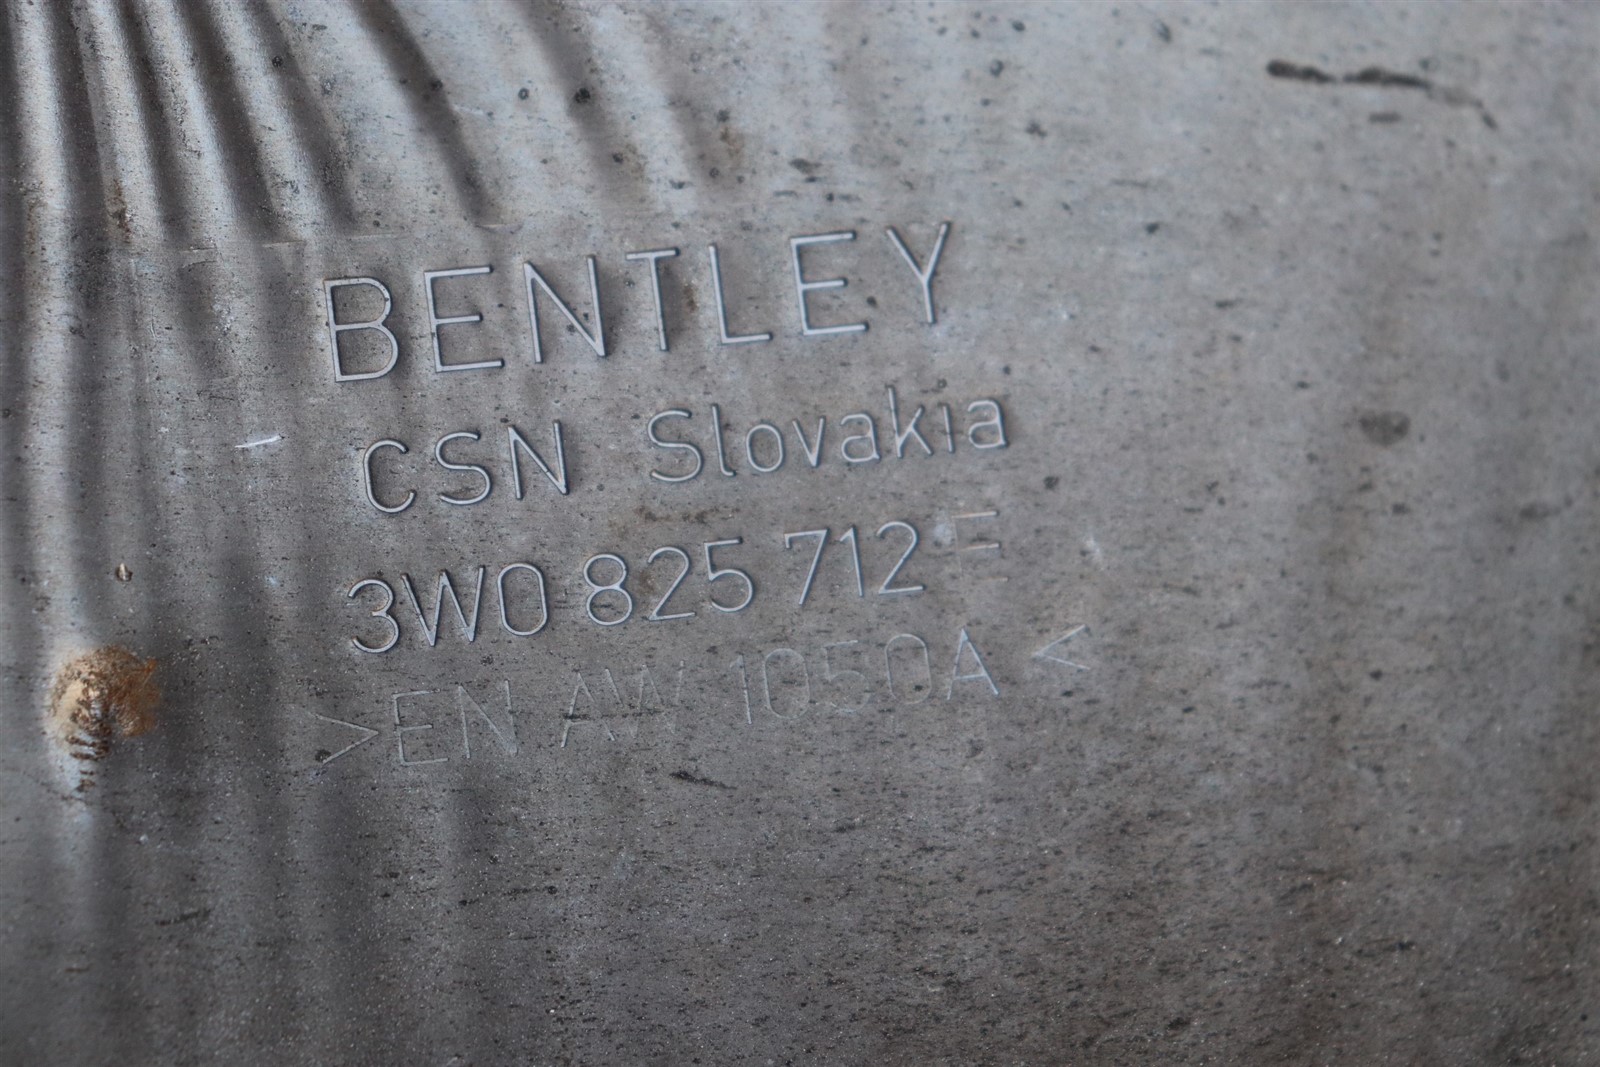 BENTLEY
CSN Slovakia
3W0 825 712
>EN AW 1050A<